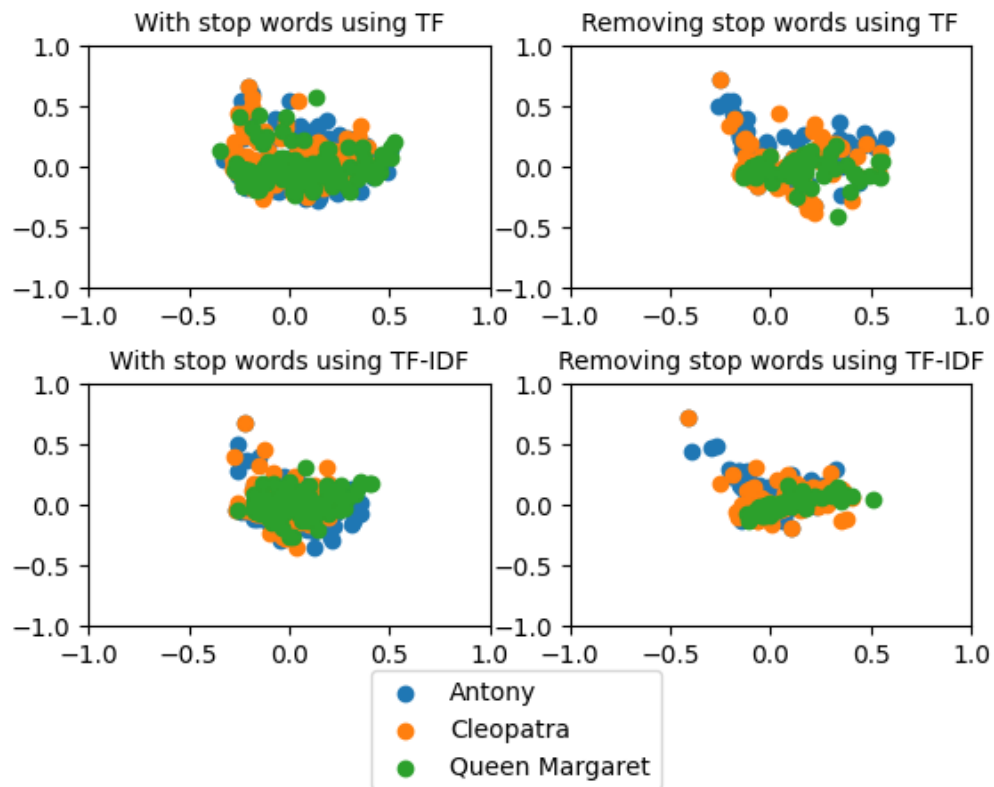 With stop words using TF
Removing stop words using TF
1.0
0.5
0.0
−0.5
−1.0
−1.0 −0.5 0.0 0.5 1.0
1.0
0.5
0.0
−0.5
−1.0
−1.0 −0.5 0.0 0.5 1.0
With stop words using TF-IDF
Removing stop words using TF-IDF
1.0
0.5
0.0
−0.5
−1.0
−1.0 −0.5 0.0 0.5 1.0
1.0
0.5
0.0
−0.5
−1.0
−1.0 −0.5 0.0 0.5 1.0
Antony
Cleopatra
Queen Margaret